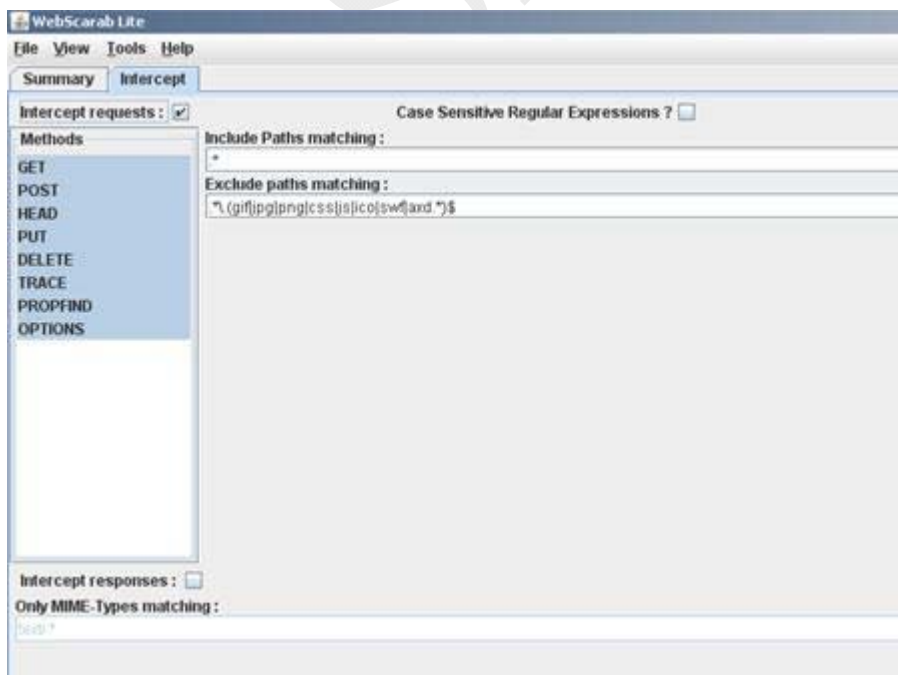 WebScarab Lite
File View Tools Help
Summary Intercept
Intercept requests : Case Sensitive Regular Expressions ?
Methods Include Paths matching :
.*
GET Exclude paths matching :
POST .*\.(gif|jpg|png|css|js|ico|swf|axd.*)$
HEAD
PUT
DELETE
TRACE
PROPFIND
OPTIONS
Intercept responses :
Only MIME-Types matching :
text/.*